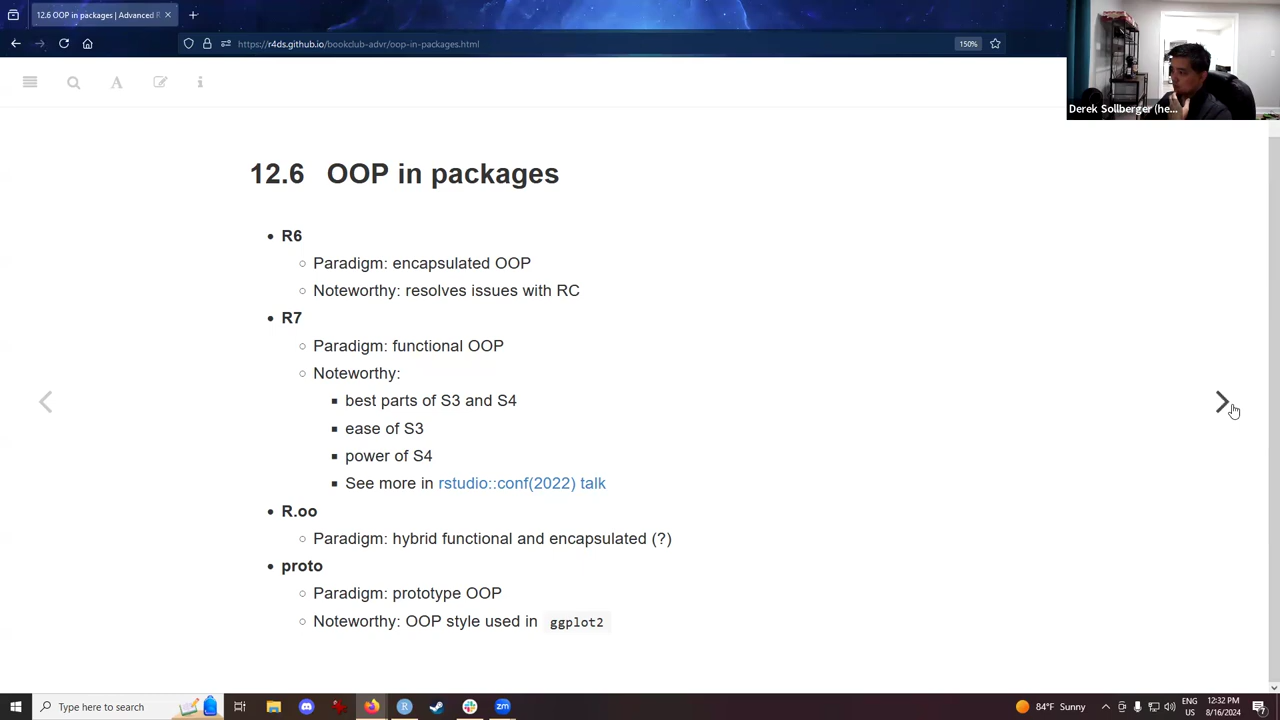 12.6 OOP in packages | Advanced R
https://r4ds.github.io/bookclub-advr/oop-in-packages.html
150%
Derek Sollberger (he...
12.6 OOP in packages
R6
Paradigm: encapsulated OOP
Noteworthy: resolves issues with RC
R7
Paradigm: functional OOP
Noteworthy:
best parts of S3 and S4
ease of S3
power of S4
See more in rstudio::conf(2022) talk
R.oo
Paradigm: hybrid functional and encapsulated (?)
proto
Paradigm: prototype OOP
Noteworthy: OOP style used in ggplot2
Type here to search
84°F Sunny
ENG
US
12:32 PM
8/16/2024